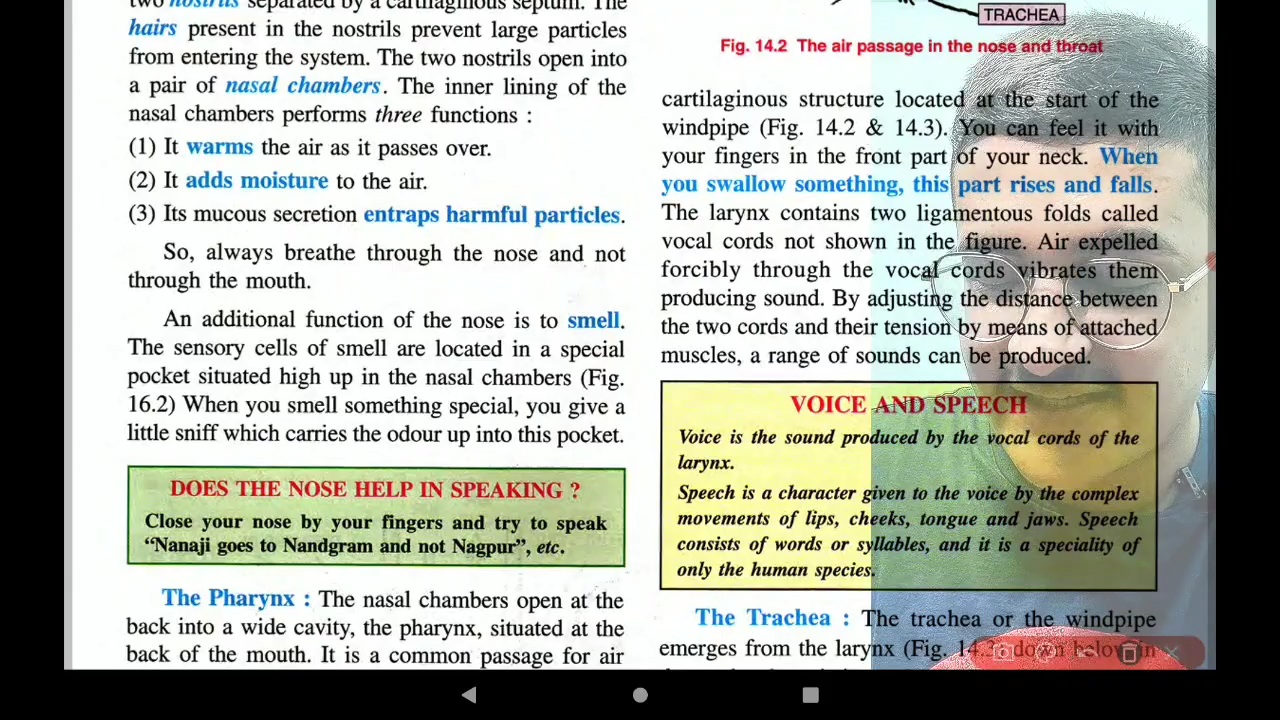 two nostrils separated by a cartilaginous septum. The
hairs present in the nostrils prevent large particles
from entering the system. The two nostrils open into
a pair of nasal chambers. The inner lining of the
nasal chambers performs three functions :
(1) It warms the air as it passes over.
(2) It adds moisture to the air.
(3) Its mucous secretion entraps harmful particles.
So, always breathe through the nose and not
through the mouth.
An additional function of the nose is to smell.
The sensory cells of smell are located in a special
pocket situated high up in the nasal chambers (Fig.
16.2) When you smell something special, you give a
little sniff which carries the odour up into this pocket.
DOES THE NOSE HELP IN SPEAKING ?
Close your nose by your fingers and try to speak
“Nanaji goes to Nandgram and not Nagpur”, etc.
The Pharynx : The nasal chambers open at the
back into a wide cavity, the pharynx, situated at the
back of the mouth. It is a common passage for air
TRACHEA
Fig. 14.2 The air passage in the nose and throat
cartilaginous structure located at the start of the
windpipe (Fig. 14.2 & 14.3). You can feel it with
your fingers in the front part of your neck. When
you swallow something, this part rises and falls.
The larynx contains two ligamentous folds called
vocal cords not shown in the figure. Air expelled
forcibly through the vocal cords vibrates them
producing sound. By adjusting the distance between
the two cords and their tension by means of attached
muscles, a range of sounds can be produced.
VOICE AND SPEECH
Voice is the sound produced by the vocal cords of the
larynx.
Speech is a character given to the voice by the complex
movements of lips, cheeks, tongue and jaws. Speech
consists of words or syllables, and it is a speciality of
only the human species.
The Trachea : The trachea or the windpipe
emerges from the larynx (Fig. 14.3) down below in